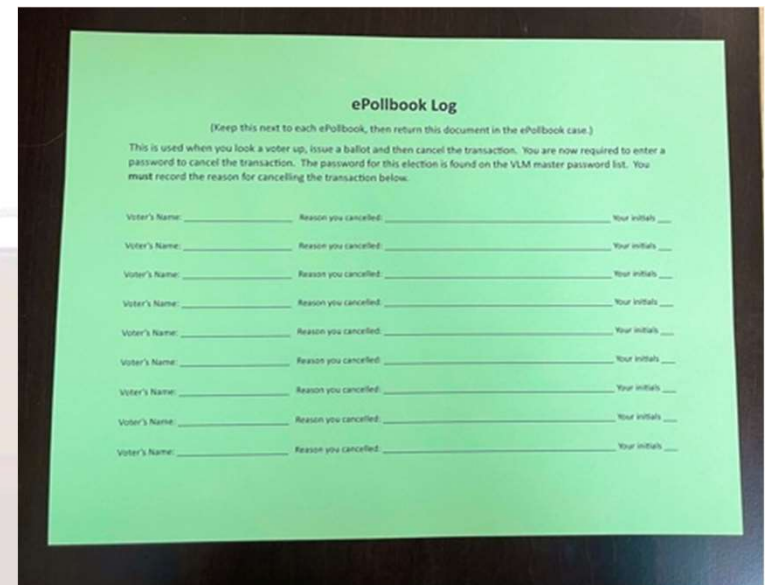 ePollbook Log
(Keep this next to each ePollbook, then return this document in the ePollbook case.)
This is used when you look a voter up, issue a ballot and then cancel the transaction. You are now required to enter a
password to cancel the transaction. The password for this election is found on the VLM master password list. You
must record the reason for cancelling the transaction below.
Voter's Name: Reason you cancelled: Your initials
Voter's Name: Reason you cancelled: Your initials
Voter's Name: Reason you cancelled: Your initials
Voter's Name: Reason you cancelled: Your initials
Voter's Name: Reason you cancelled: Your initials
Voter's Name: Reason you cancelled: Your initials
Voter's Name: Reason you cancelled: Your initials
Voter's Name: Reason you cancelled: Your initials
Voter's Name: Reason you cancelled: Your initials